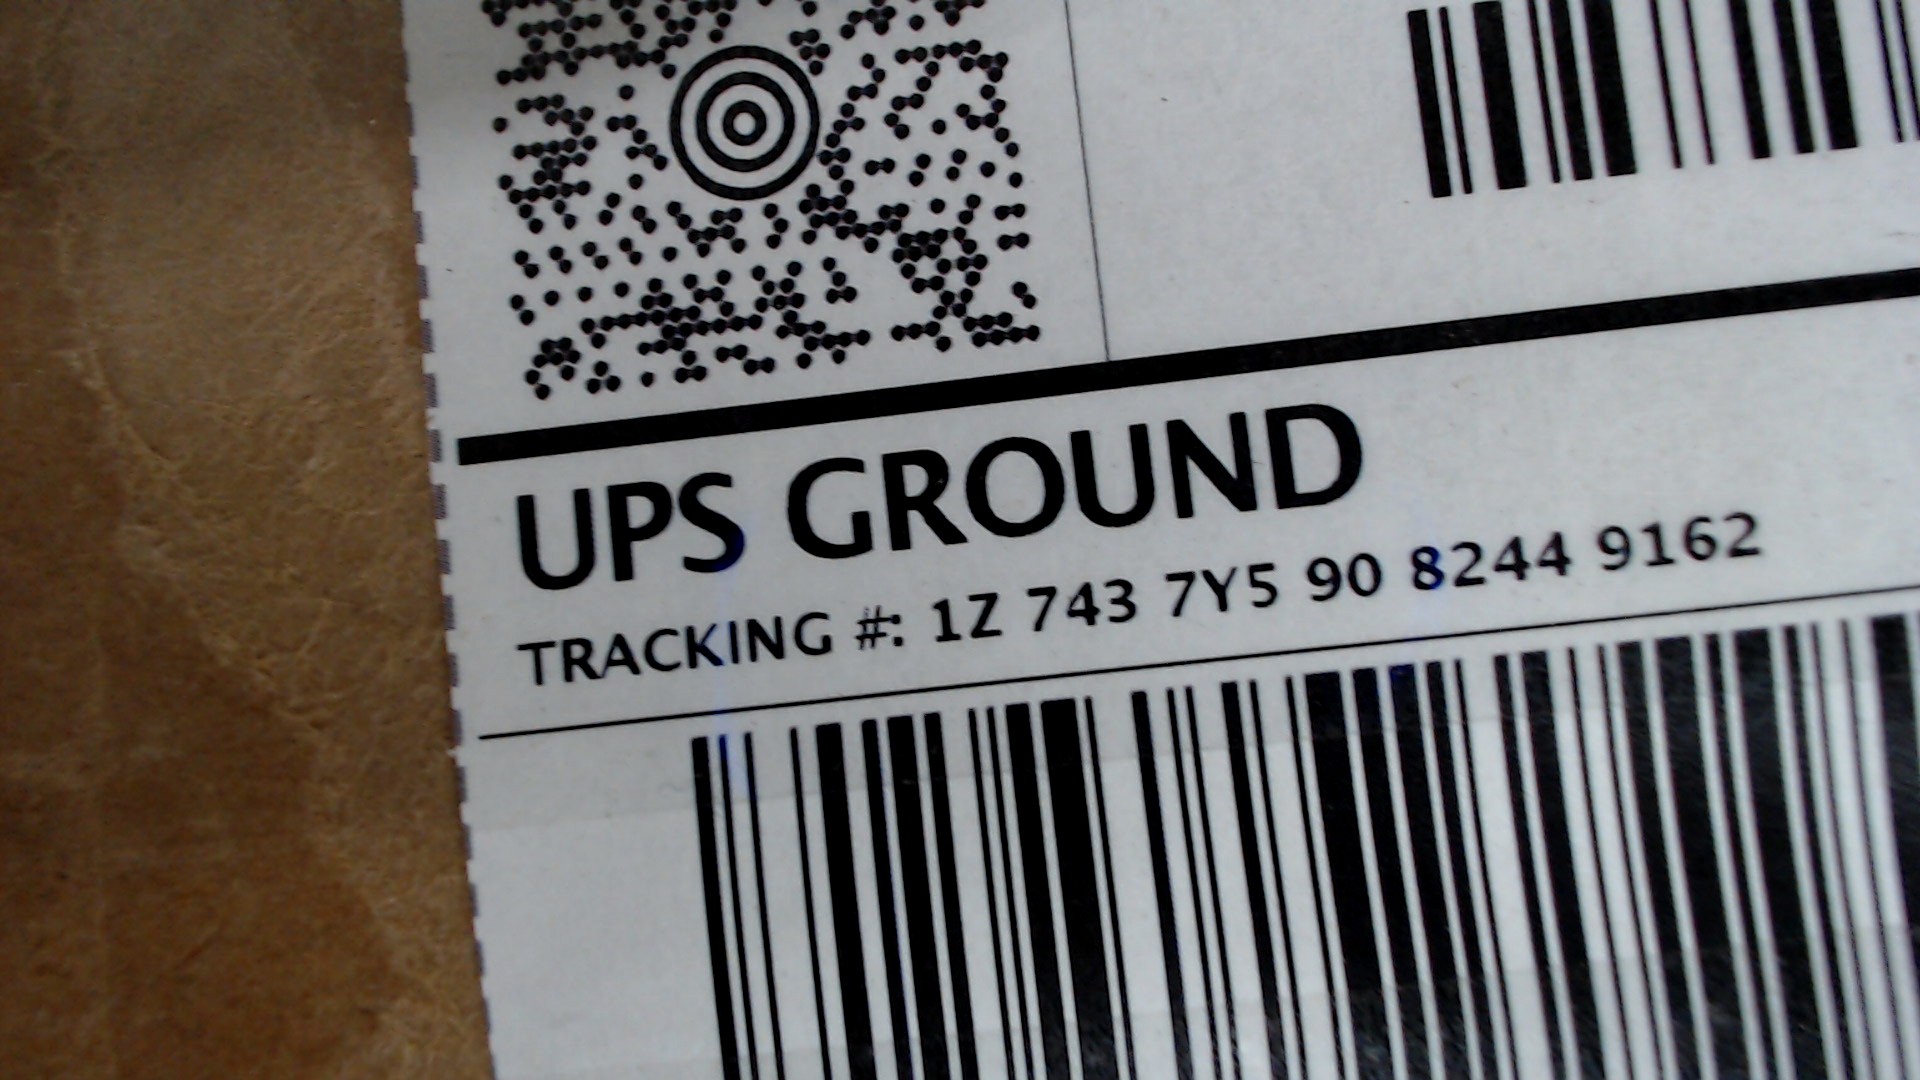 UPS GROUND
TRACKING #: 1Z 743 7Y5 90 8244 9162